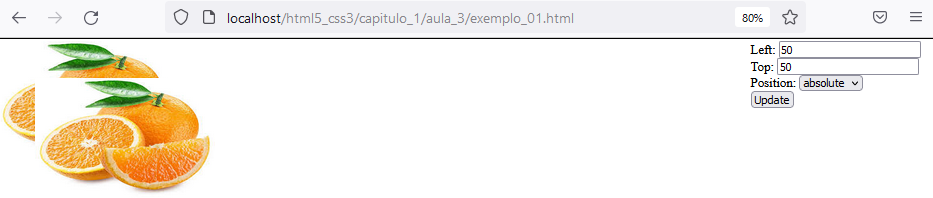 localhost/html5_css3/capitulo_1/aula_3/exemplo_01.html 80%
Left: 50
Top: 50
Position: absolute
Update